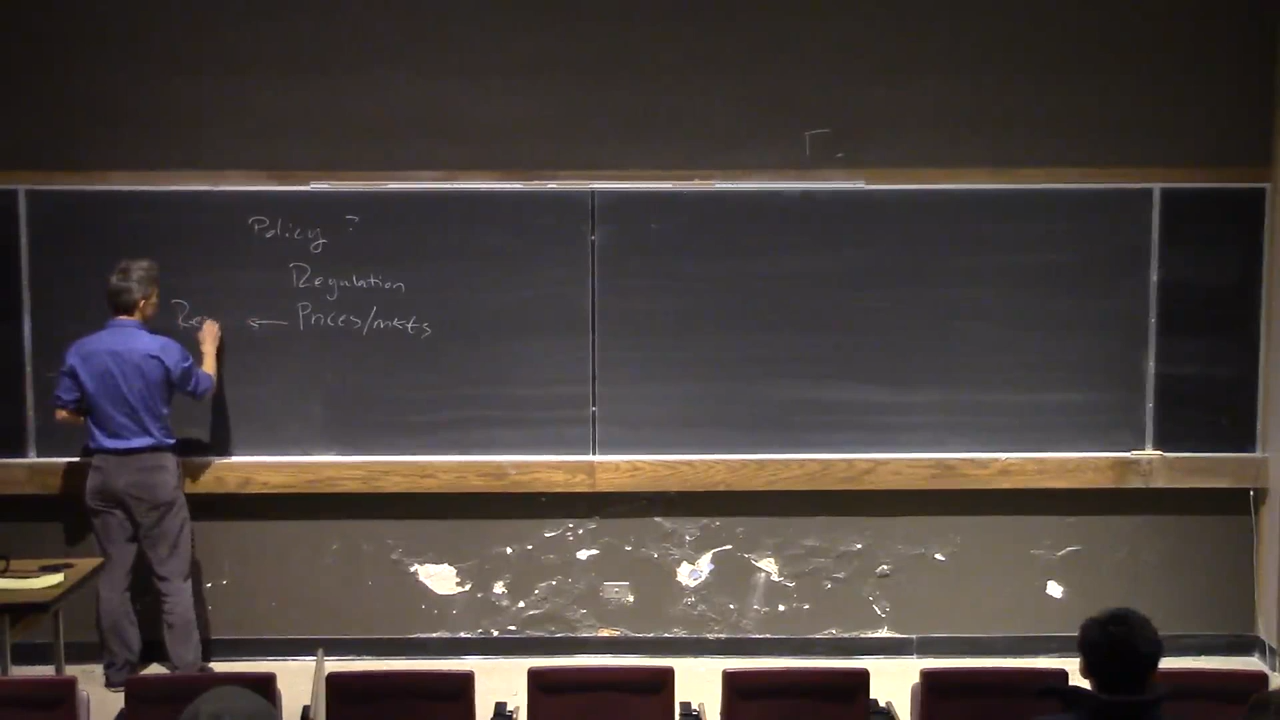 Policy ?
Regulation
← Prices/mkts